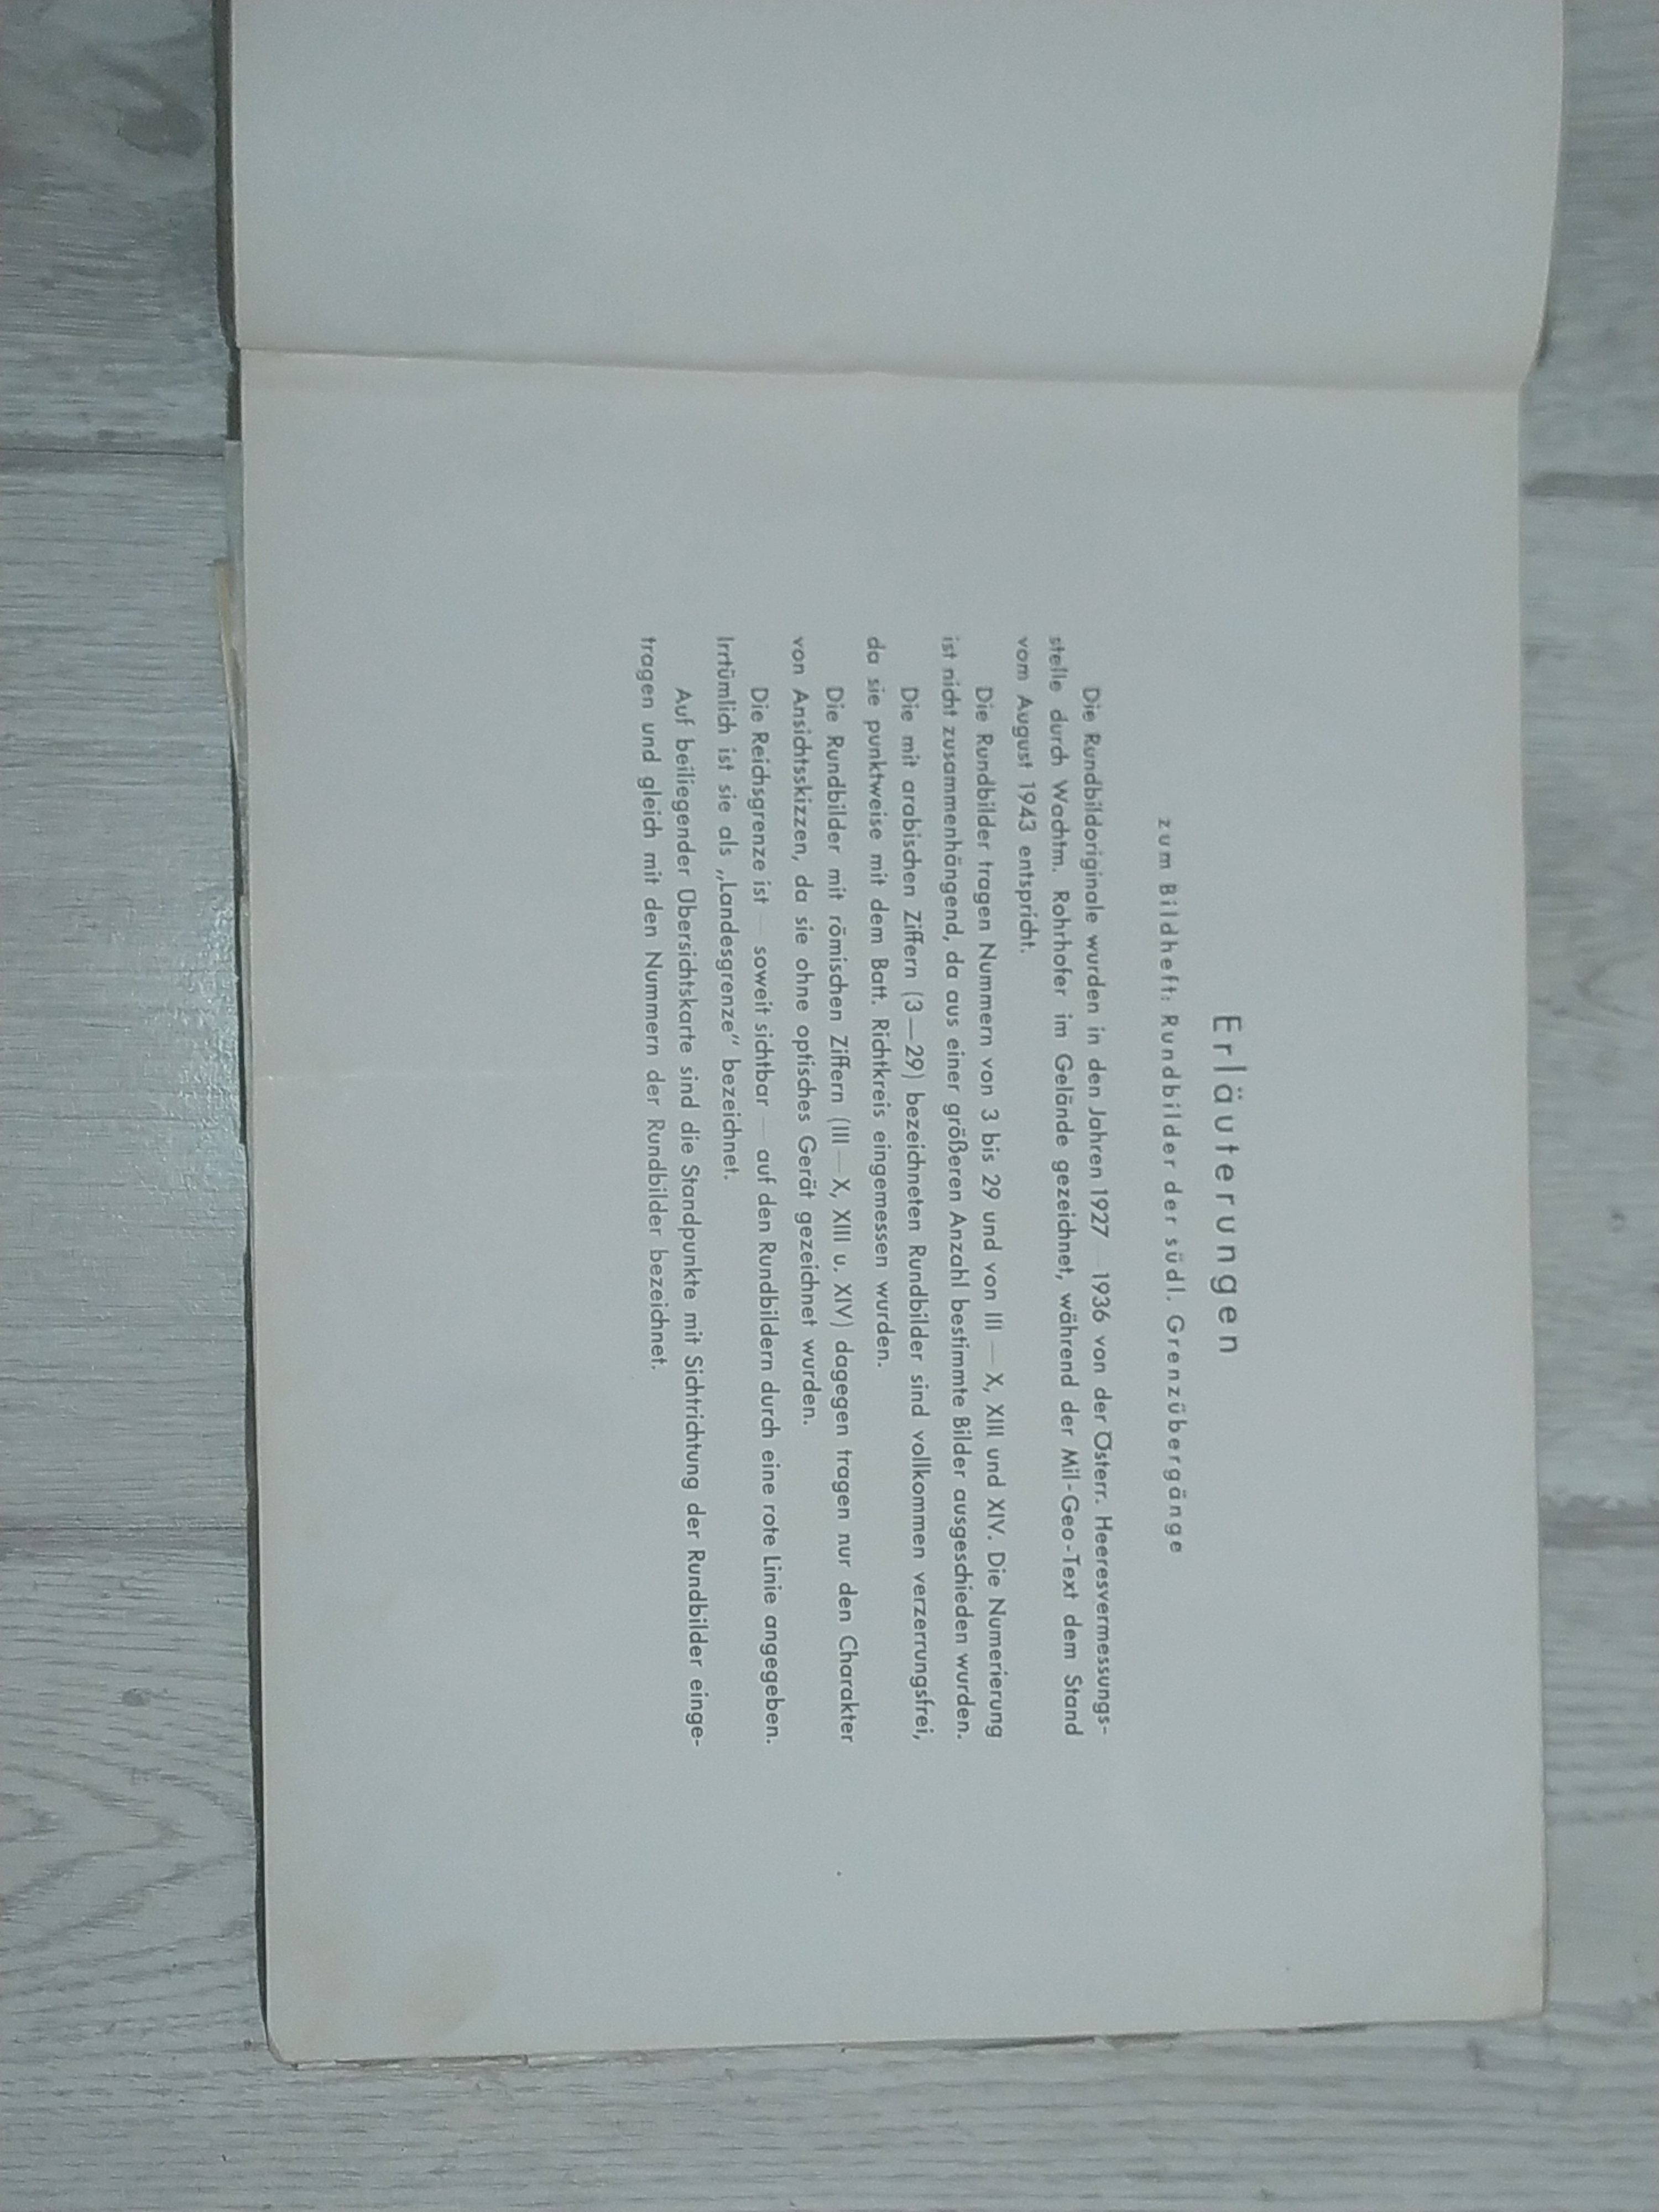 Erläuterungen
zum Bildheft: Rundbilder der südl. Grenzübergänge
Die Rundbildoriginale wurden in den Jahren 1927 — 1936 von der Österr. Heeresvermessungs-
stelle durch Wachtm. Rohrhofer im Gelände gezeichnet, während der Mil-Geo-Text dem Stand
vom August 1943 entspricht.
Die Rundbilder tragen Nummern von 3 bis 29 und von III — X, XIII und XIV. Die Numerierung
ist nicht zusammenhängend, da aus einer größeren Anzahl bestimmte Bilder ausgeschieden wurden.
Die mit arabischen Ziffern (3—29) bezeichneten Rundbilder sind vollkommen verzerrungsfrei,
da sie punktweise mit dem Batt. Richtkreis eingemessen wurden.
Die Rundbilder mit römischen Ziffern (III — X, XIII u. XIV) dagegen tragen nur den Charakter
von Ansichtsskizzen, da sie ohne optisches Gerät gezeichnet wurden.
Die Reichsgrenze ist — soweit sichtbar — auf den Rundbildern durch eine rote Linie angegeben.
Irrtümlich ist sie als „Landesgrenze“ bezeichnet.
Auf beiliegender Übersichtskarte sind die Standpunkte mit Sichtrichtung der Rundbilder einge-
tragen und gleich mit den Nummern der Rundbilder bezeichnet.